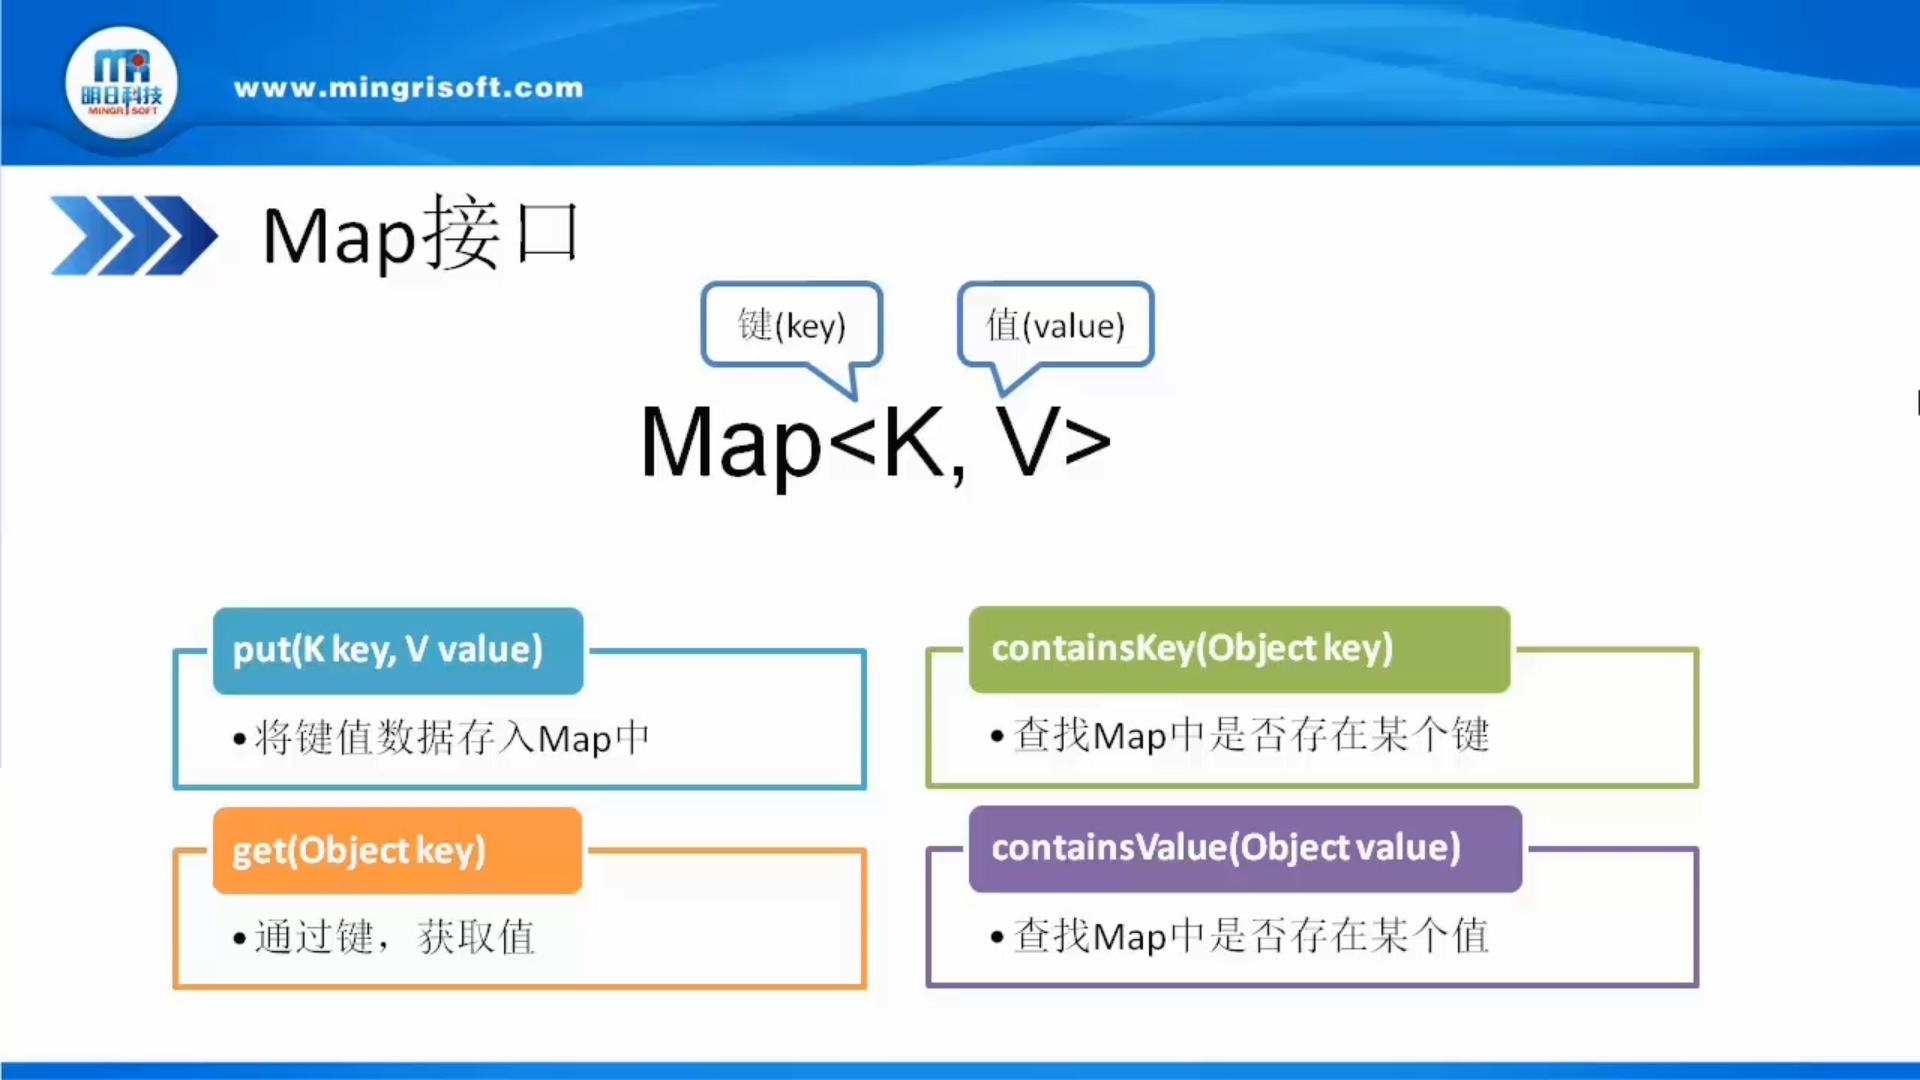 明日科技
MINGRISOFT
www.mingrisoft.com
Map接口
键(key)
值(value)
Map<K, V>
put(K key, V value)
•将键值数据存入Map中
containsKey(Object key)
•查找Map中是否存在某个键
get(Object key)
•通过键，获取值
containsValue(Object value)
•查找Map中是否存在某个值